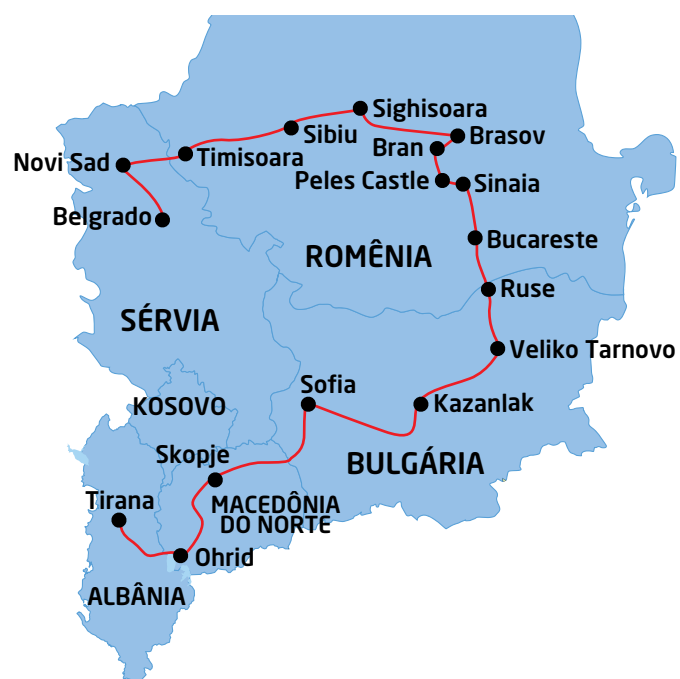 Sighisoara
Sibiu
Brasov
Bran
Timisoara
Novi Sad
Peles Castle
Sinaia
Belgrado
Bucareste
ROMÊNIA
Ruse
SÉRVIA
Veliko Tarnovo
Sofia
KOSOVO
Kazanlak
Skopje
BULGÁRIA
Tirana
MACEDÔNIA
DO NORTE
Ohrid
ALBÂNIA